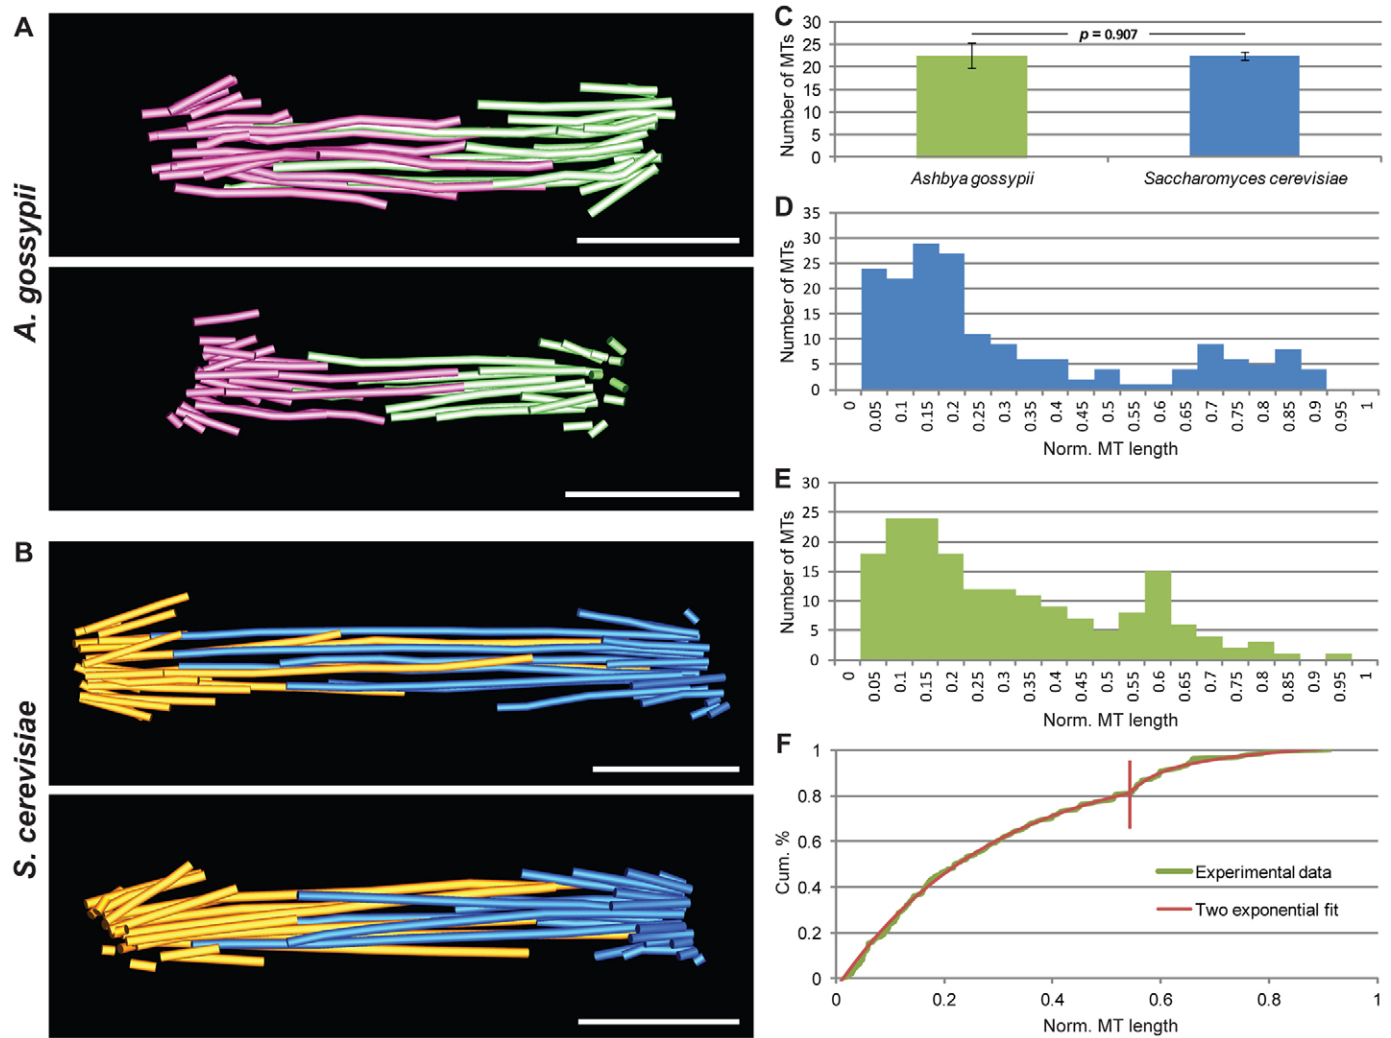 A
A. gossypii
B
S. cerevisiae
C
Number of MTs
30
25
20
15
10
5
0
p = 0.907
Ashbya gossypii
Saccharomyces cerevisiae
D
Number of MTs
35
30
25
20
15
10
5
0
0 0.05 0.1 0.15 0.2 0.25 0.3 0.35 0.4 0.45 0.5 0.55 0.6 0.65 0.7 0.75 0.8 0.85 0.9 0.95 1
Norm. MT length
E
Number of MTs
30
25
20
15
10
5
0
0 0.05 0.1 0.15 0.2 0.25 0.3 0.35 0.4 0.45 0.5 0.55 0.6 0.65 0.7 0.75 0.8 0.85 0.9 0.95 1
Norm. MT length
F
Cum. %
1
0.8
0.6
0.4
0.2
0
Experimental data
Two exponential fit
0 0.2 0.4 0.6 0.8 1
Norm. MT length